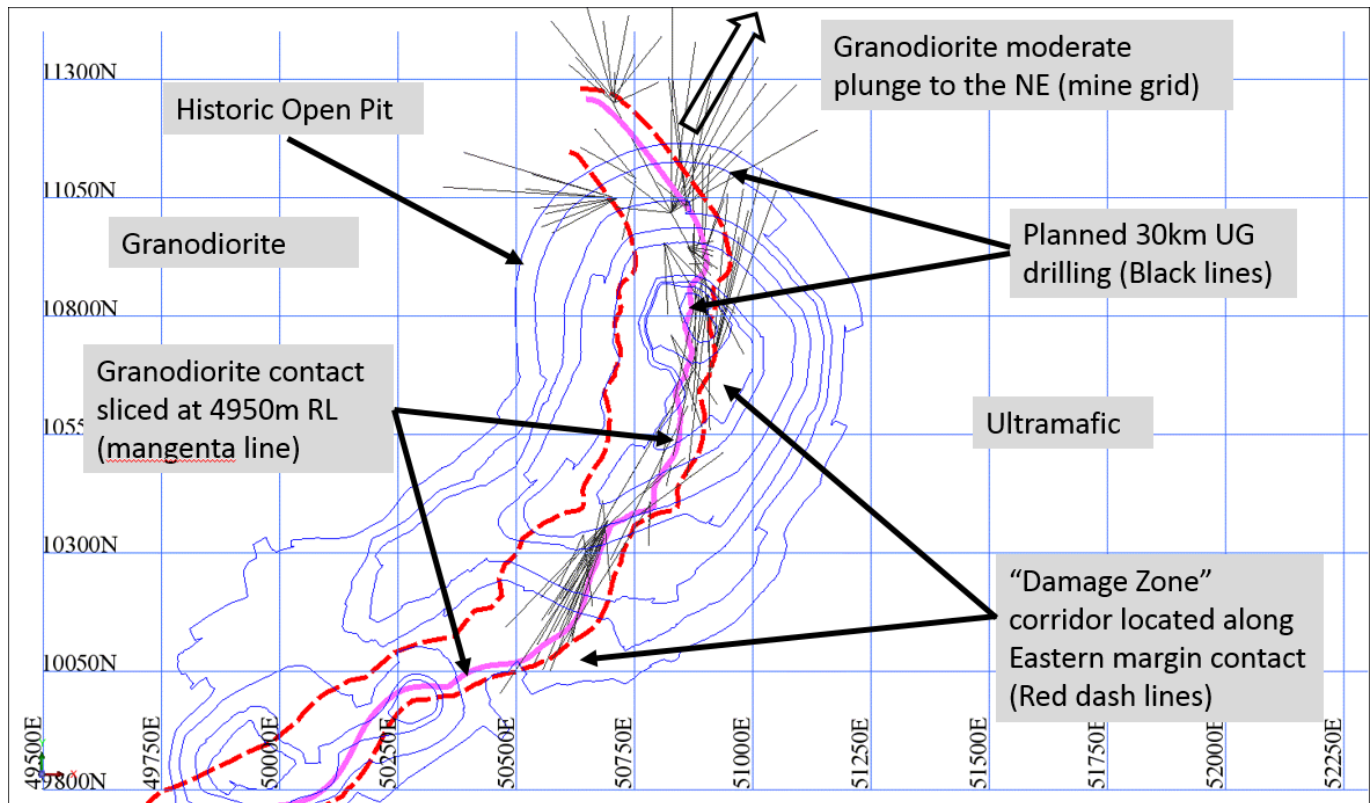 11300N
Granodiorite moderate
plunge to the NE (mine grid)
Historic Open Pit
11050N
Granodiorite
Planned 30km UG
drilling (Black lines)
10800N
Granodiorite contact
sliced at 4950m RL
(mangenta line)
1055
Ultramafic
10300N
"Damage Zone"
corridor located along
Eastern margin contact
(Red dash lines)
10050N
49500E
49750E
50000E
50250E
50500E
50750E
51000E
51250E
51500E
51750E
52000E
52250E
9800N
X